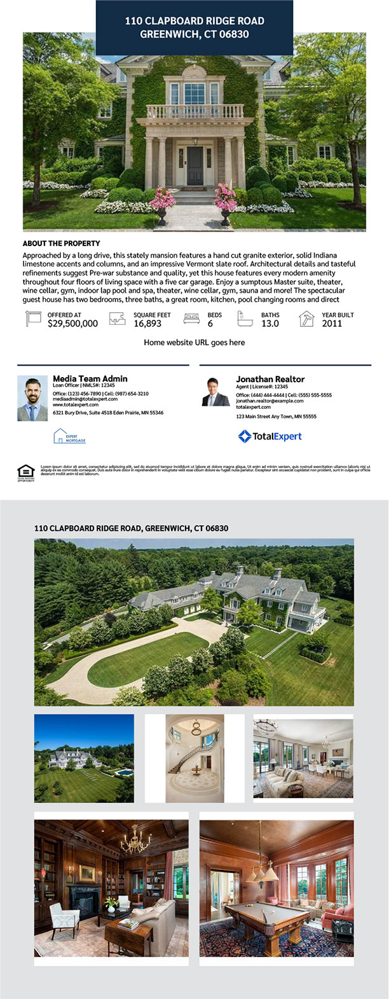 110 CLAPBOARD RIDGE ROAD
GREENWICH, CT 06830
ABOUT THE PROPERTY
Approached by a long drive, this stately mansion features a hand cut granite exterior, solid Indiana
limestone accents and columns, and an impressive Vermont slate roof. Architectural details and tasteful
refinements suggest Pre-war substance and quality, yet this house features every modern amenity
throughout four floors of living space with a five car garage. Enjoy a sumptous Master suite, theater,
wine cellar, gym, indoor lap pool and spa, theater, wine cellar, gym, sauna and more! The spectacular
guest house has two bedrooms, three baths, a great room, kitchen, pool changing rooms and direct
OFFERED AT
$29,500,000
SQUARE FEET
16,893
BEDS
6
BATHS
13.0
YEAR BUILT
2011
Home website URL goes here
Media Team Admin
Loan Officer | NMLS#: 12345
Office: (123) 456-7890 | Cell: (987) 654-3210
mediaadmin@totalexpert.com
www.totalexpert.com
6321 Bury Drive, Suite 4518 Eden Prairie, MN 55346
EXPERT
MORTGAGE
Jonathan Realtor
Agent | License#: 12345
Office: (444) 444-4444 | Cell: (555) 555-5555
jonathan.realtor@example.com
totalexpert.com
123 Main Street Any Town, MN 55555
TotalExpert
EQUAL HOUSING
OPPORTUNITY
Lorem ipsum dolor sit amet, consectetur adipiscing elit, sed do eiusmod tempor incididunt ut labore et dolore magna aliqua. Ut enim ad minim veniam, quis nostrud exercitation ullamco laboris nisi ut
aliquip ex ea commodo consequat. Duis aute irure dolor in reprehenderit in voluptate velit esse cillum dolore eu fugiat nulla pariatur. Excepteur sint occaecat cupidatat non proident, sunt in culpa qui officia
deserunt mollit anim id est laborum.
110 CLAPBOARD RIDGE ROAD, GREENWICH, CT 06830